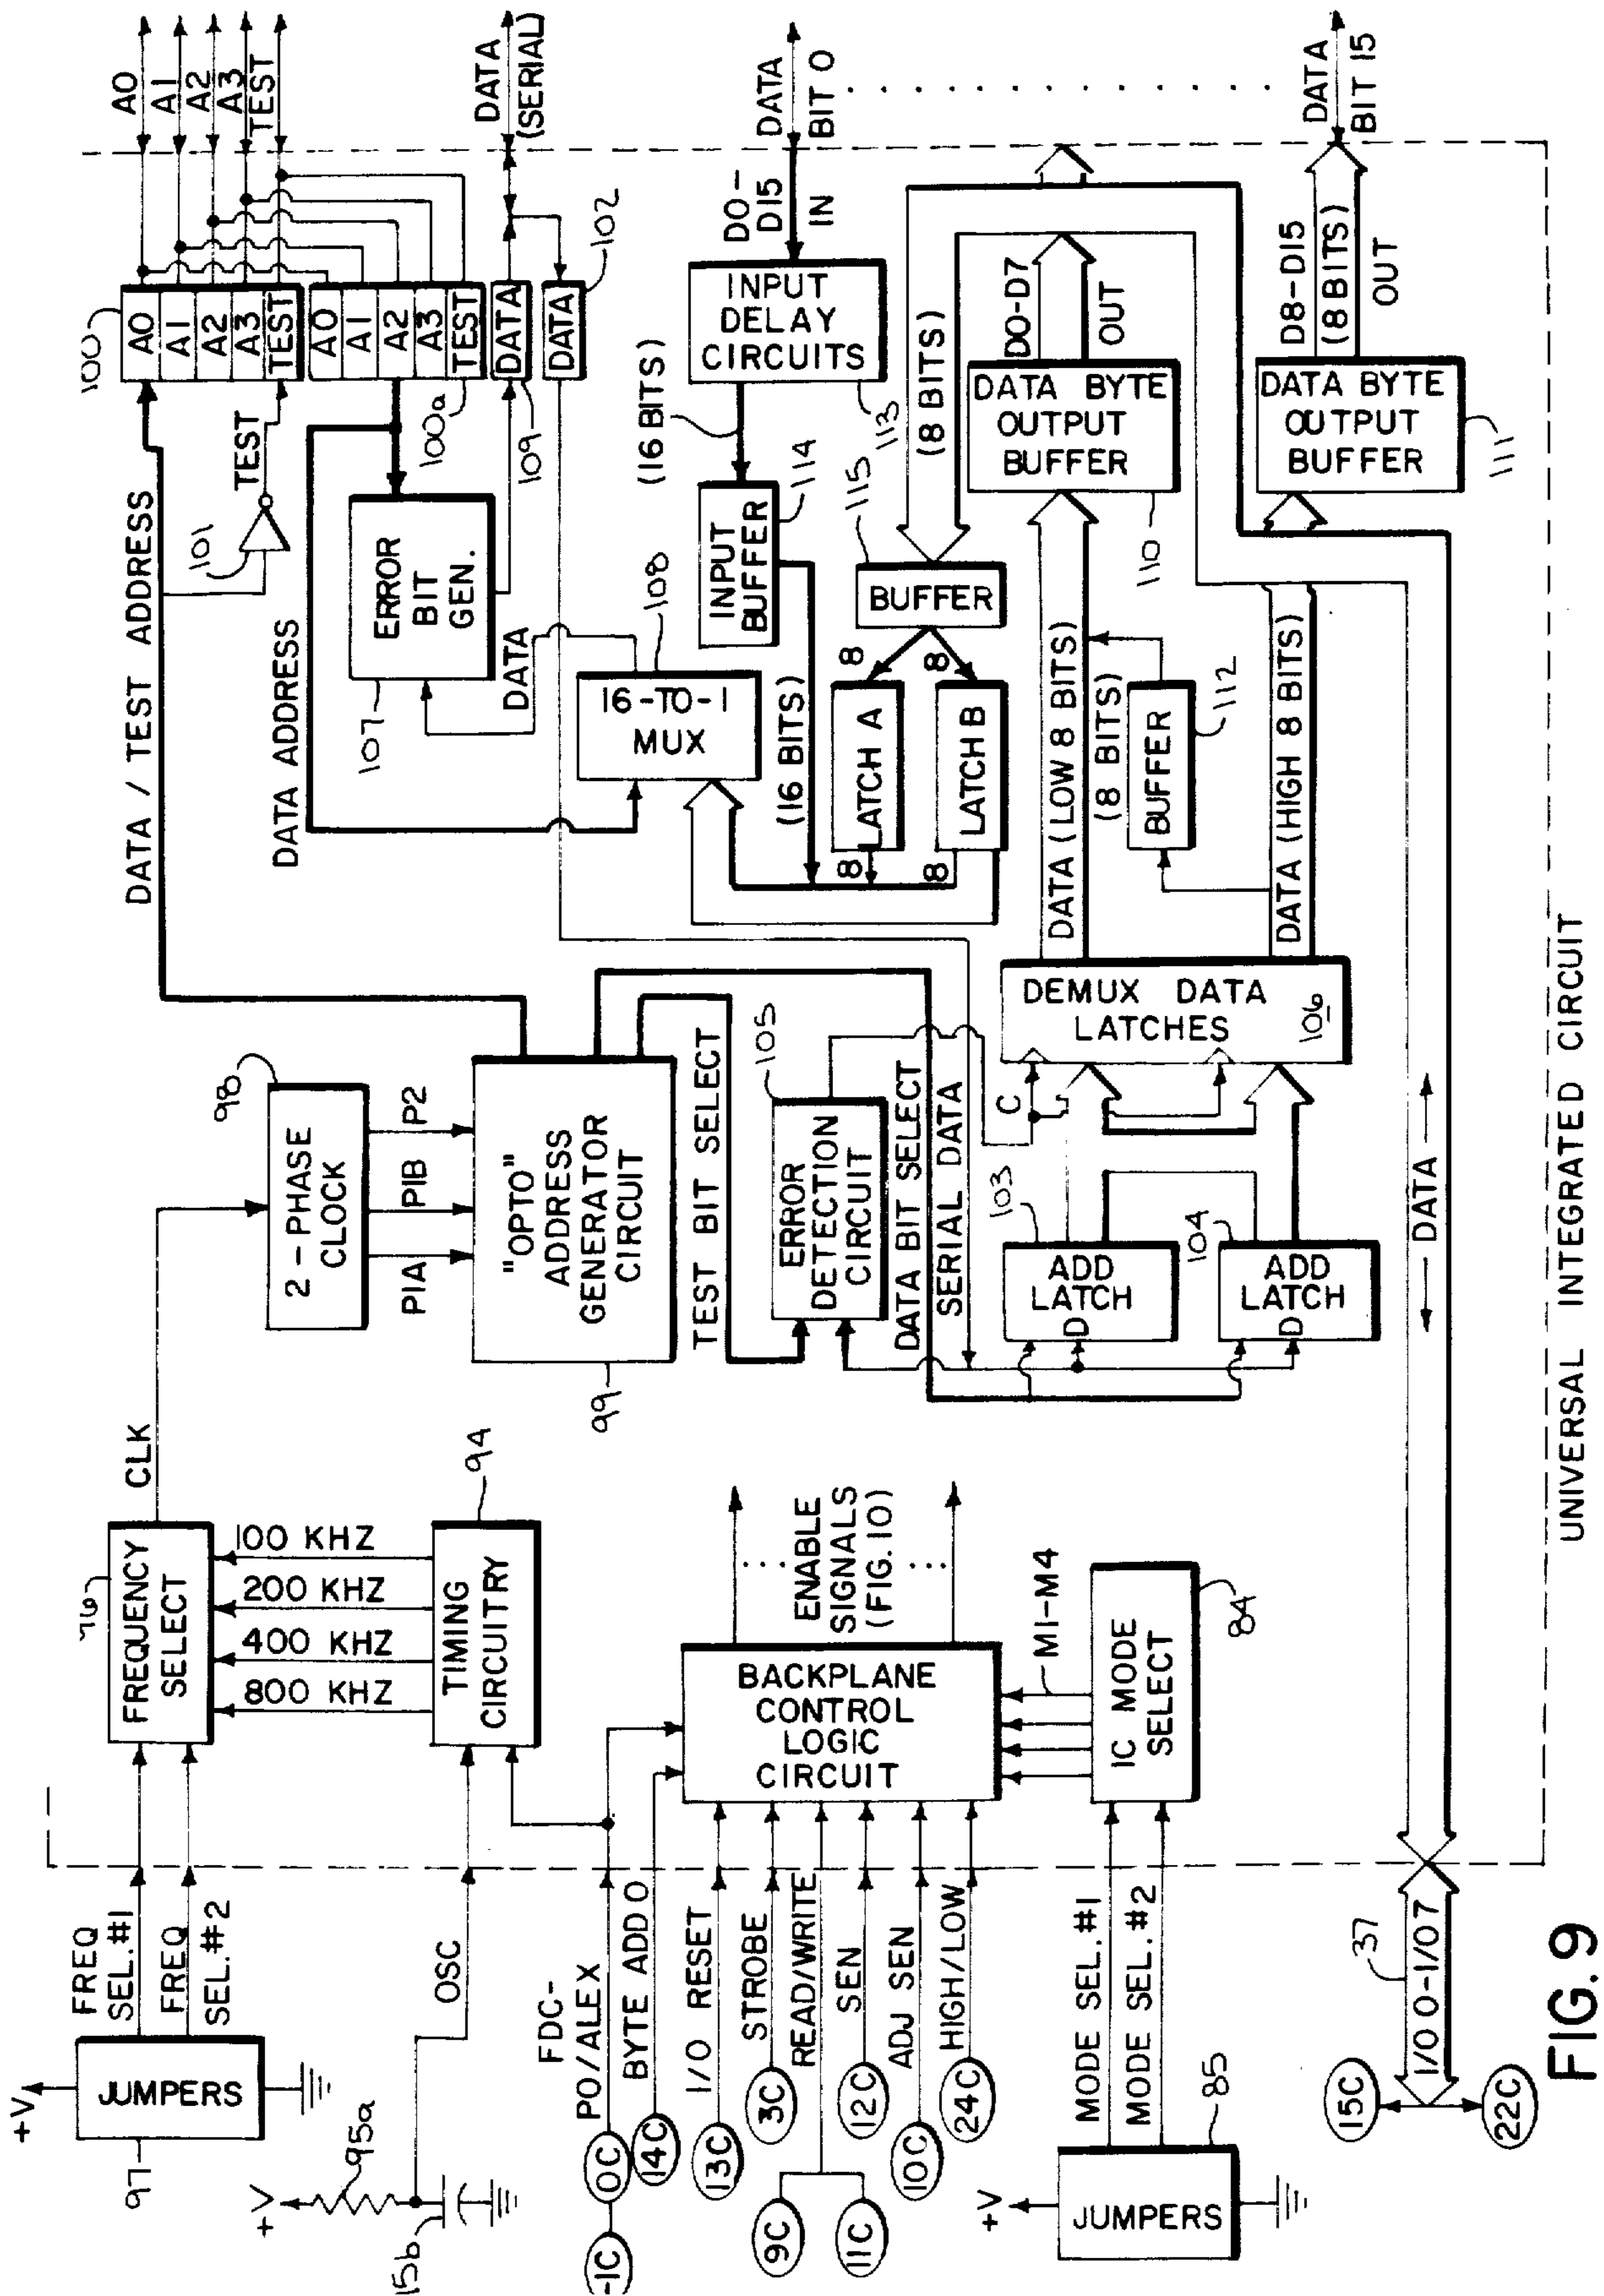 +V
JUMPERS
97
FREQ
SEL.#1
FREQ
SEL.#2
+V
95a
15b
OSC
96
FREQUENCY
SELECT
CLK
100 KHZ
200 KHZ
400 KHZ
800 KHZ
TIMING
CIRCUITRY
94
98
2-PHASE
CLOCK
P1A
P1B
P2
"OPTO"
ADDRESS
GENERATOR
CIRCUIT
99
DATA / TEST ADDRESS
101
TEST
100
A0
A1
A2
A3
TEST
A0
A1
A2
A3
TEST
100a
A0
A1
A2
A3
TEST
DATA
109
DATA
102
DATA
(SERIAL)
DATA ADDRESS
ERROR
BIT
GEN.
107
DATA
16-TO-1
MUX
108
(16 BITS)
INPUT
DELAY
CIRCUITS
113
D0-
D15
IN
DATA
BIT 0
INPUT
BUFFER
114
(16 BITS)
115
BUFFER
(8 BITS)
8
8
LATCH A
LATCH B
8
8
TEST BIT SELECT
105
ERROR
DETECTION
CIRCUIT
DATA BIT SELECT
SERIAL DATA
C
DEMUX DATA
LATCHES
106
103
ADD
LATCH
D
104
ADD
LATCH
D
DATA (LOW 8 BITS)
(8 BITS)
BUFFER
112
DATA (HIGH 8 BITS)
DATA BYTE
OUTPUT
BUFFER
110
D0-D7
OUT
DATA BYTE
OUTPUT
BUFFER
111
D8-D15
(8 BITS)
OUT
DATA
BIT 15
DATA
-1C
0C
FDC-
PO/ALEX
14C
BYTE ADD 0
13C
I/O RESET
3C
STROBE
9C
11C
READ/WRITE
12C
SEN
10C
ADJ SEN
24C
HIGH/LOW
BACKPLANE
CONTROL
LOGIC
CIRCUIT
ENABLE
SIGNALS
(FIG. 10)
M1-M4
IC MODE
SELECT
84
+V
JUMPERS
85
MODE SEL.#1
MODE SEL.#2
15C
22C
37
I/O 0-I/O 7
UNIVERSAL INTEGRATED CIRCUIT
FIG. 9